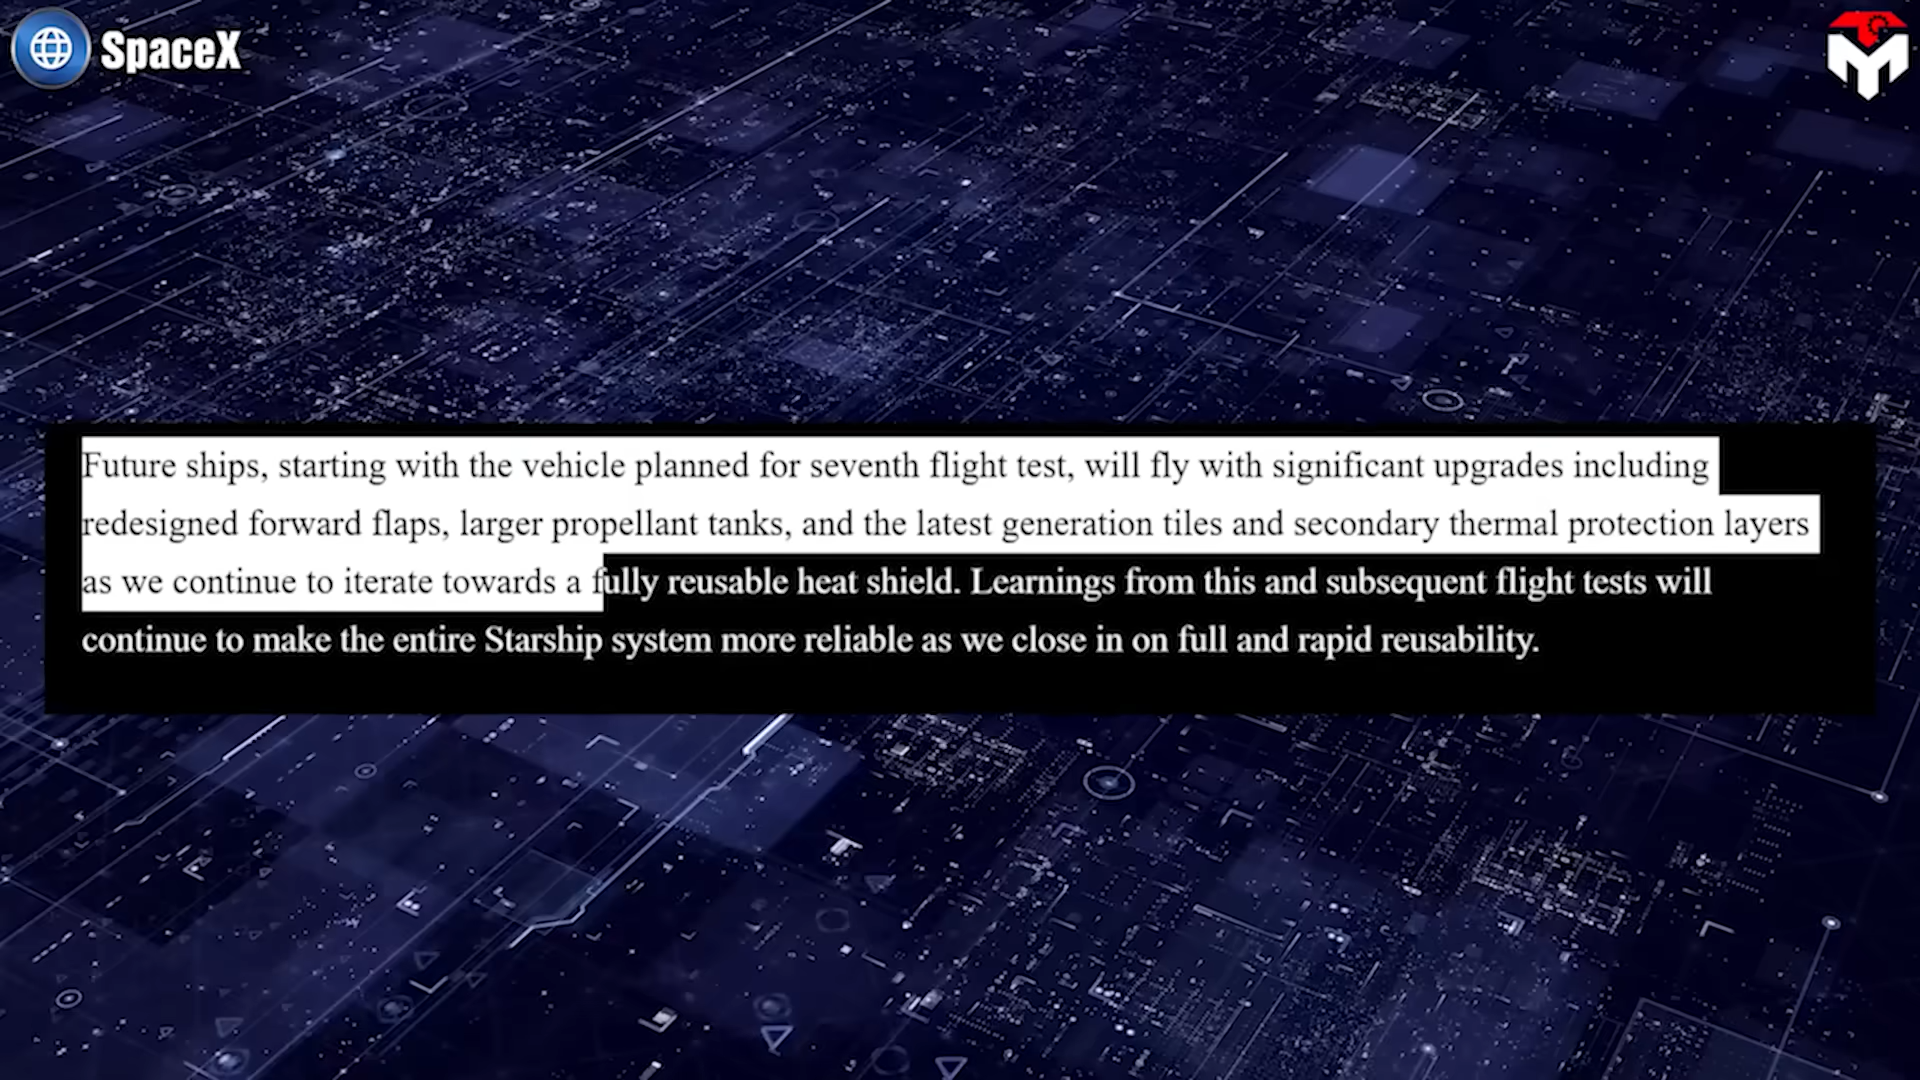 SpaceX
Future ships, starting with the vehicle planned for seventh flight test, will fly with significant upgrades including
redesigned forward flaps, larger propellant tanks, and the latest generation tiles and secondary thermal protection layers
as we continue to iterate towards a fully reusable heat shield. Learnings from this and subsequent flight tests will
continue to make the entire Starship system more reliable as we close in on full and rapid reusability.